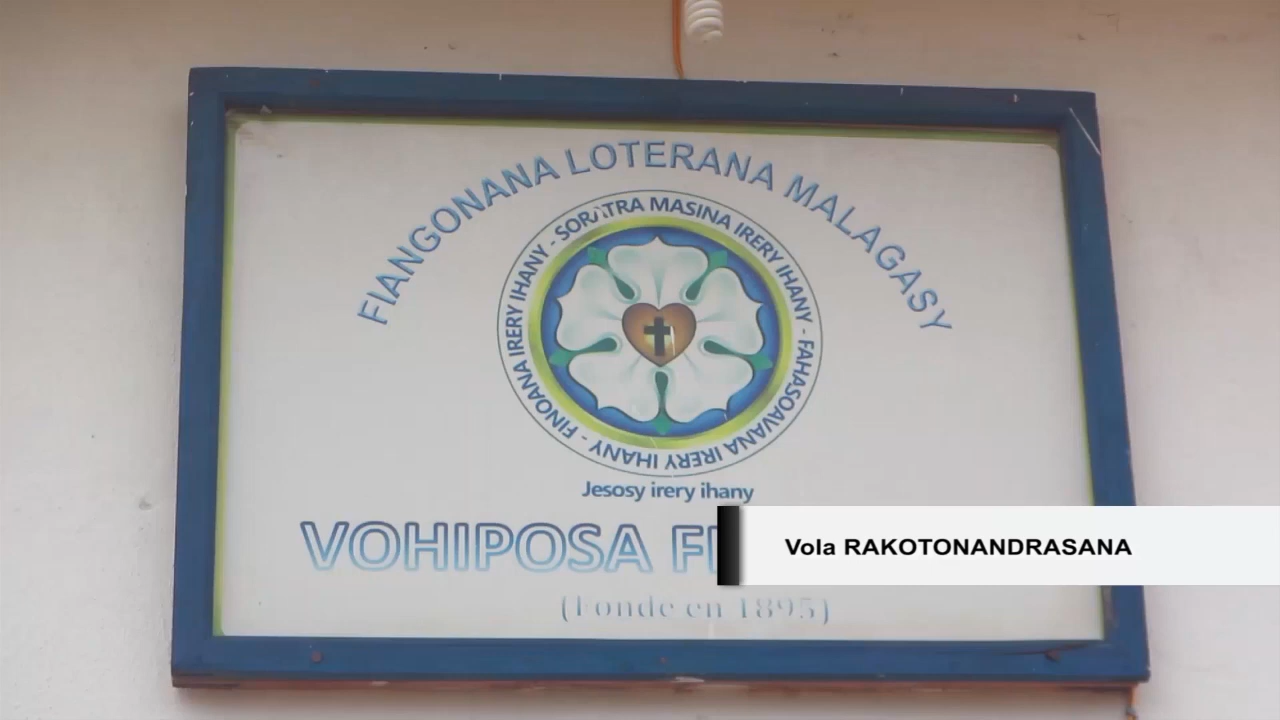 FIANGONANA LOTERANA MALAGASY
SORATRA MASINA IRERY IHANY - FAHASOAVANA IRERY IHANY - FINOANA IRERY IHANY -
Jesosy irery ihany
VOHIPOSA
(Fonde en 1895)
Vola RAKOTONANDRASANA